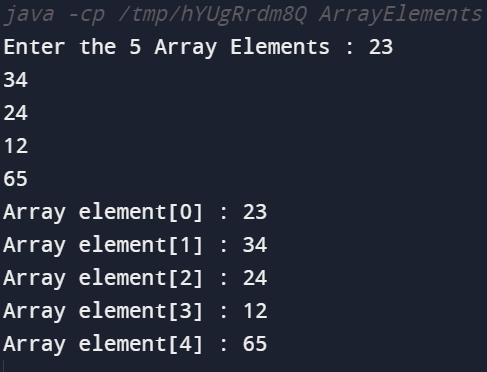 java -cp /tmp/hYUgRrdm8Q ArrayElements
Enter the 5 Array Elements : 23
34
24
12
65
Array element[0] : 23
Array element[1] : 34
Array element[2] : 24
Array element[3] : 12
Array element[4] : 65